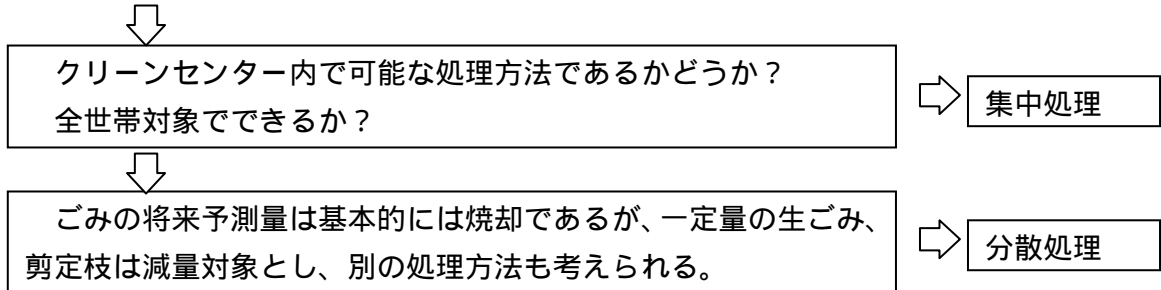 クリーンセンター内で可能な処理方法であるかどうか？
全世帯対象でできるか？
集中処理
ごみの将来予測量は基本的には焼却であるが、一定量の生ごみ、
剪定枝は減量対象とし、別の処理方法も考えられる。
分散処理